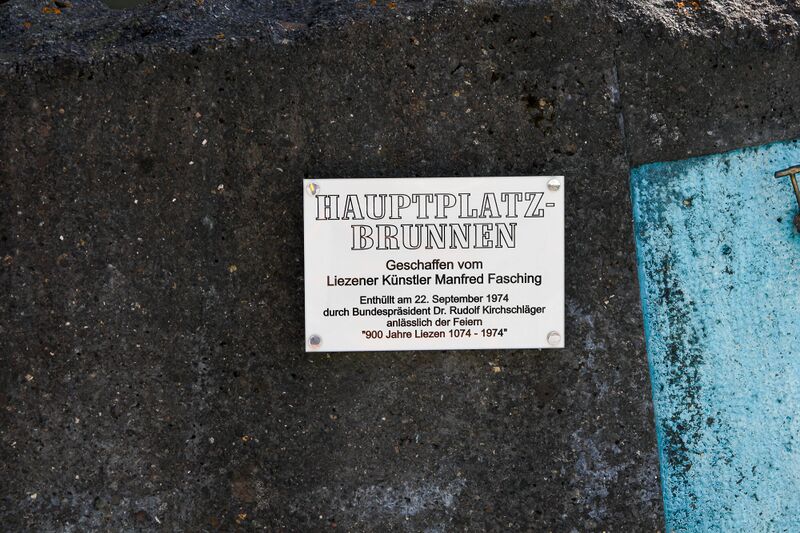 HAUPTPLATZ-
BRUNNEN
Geschaffen vom
Liezener Künstler Manfred Fasching
Enthüllt am 22. September 1974
durch Bundespräsident Dr. Rudolf Kirchschläger
anlässlich der Feiern
"900 Jahre Liezen 1074 - 1974"